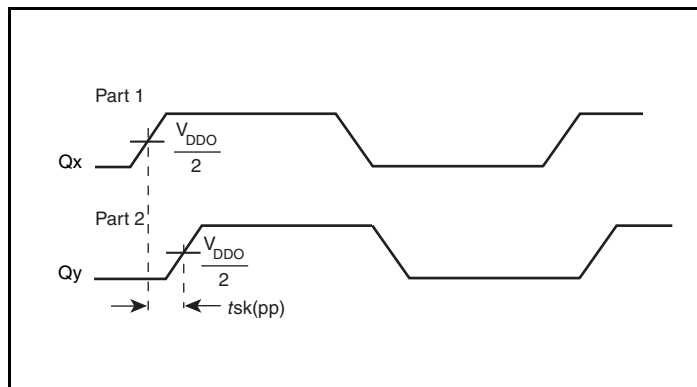 Part 1
V_DDO
2
Qx
Part 2
V_DDO
2
Qy
tsk(pp)